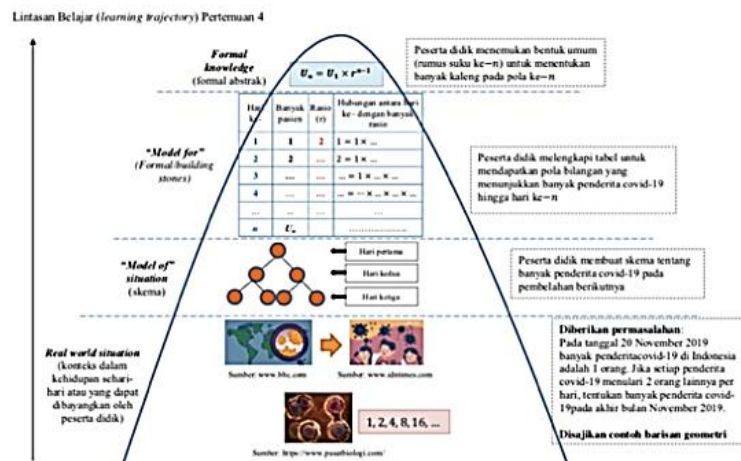 Lintasan Belajar (learning trajectory) Pertemuan 4
Formal
knowledge
(formal abstrak)
Uₙ = U₁ × rⁿ⁻¹
Peserta didik menemukan bentuk umum
(rumus suku ke−n) untuk menentukan
banyak kaleng pada pola ke−n
"Model for"
(Formal/building
stones)
Hari
ke-
Banyak
pasien
Rasio
(r)
Hubungan antara hari
ke- dengan banyak
rasio
1 1 2 1 = 1 × ...
2 2 ... 2 = 1 × ...
3 ... ... ... = 1 × ... × ...
4 ... ... ... = ... × ... × ... × ...
... ... ...
n Uₙ ....................
Peserta didik melengkapi tabel untuk
mendapatkan pola bilangan yang
menunjukkan banyak penderita covid-19
hingga hari ke−n
"Model of"
situation
(skema)
Hari pertama
Hari kedua
Hari ketiga
Peserta didik membuat skema tentang
banyak penderita covid-19 pada
pembelahan berikutnya
Real world situation
(konteks dalam
kehidupan sehari-
hari atau yang dapat
dibayangkan oleh
peserta didik)
Sumber: www.bbc.com
Sumber: www.idntimes.com
1, 2, 4, 8, 16, ...
Sumber: https://www.pusatbiologi.com/
Diberikan permasalahan:
Pada tanggal 20 November 2019
banyak penderitacovid-19 di Indonesia
adalah 1 orang. Jika setiap penderita
covid-19 menulari 2 orang lainnya per
hari, tentukan banyak penderita covid-
19pada akhir bulan November 2019.
Disajikan contoh barisan geometri